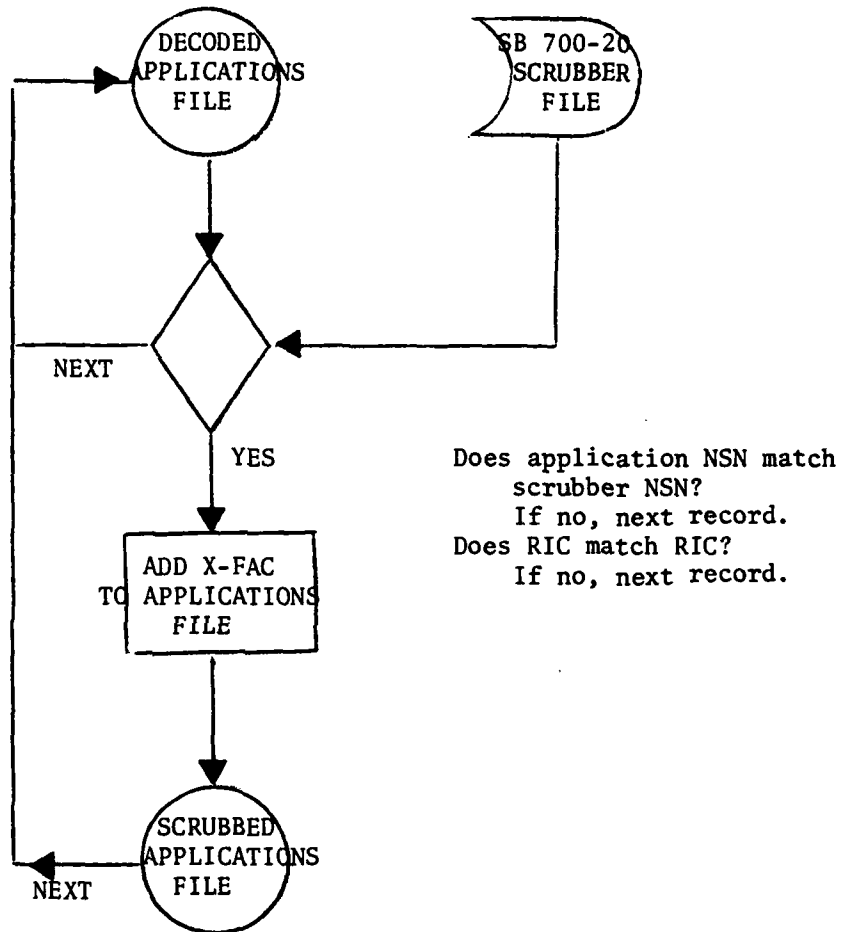 DECODED
APPLICATIONS
FILE
SB 700-20
SCRUBBER
FILE
NEXT
YES
Does application NSN match
scrubber NSN?
If no, next record.
Does RIC match RIC?
If no, next record.
ADD X-FAC
TO APPLICATIONS
FILE
SCRUBBED
APPLICATIONS
FILE
NEXT